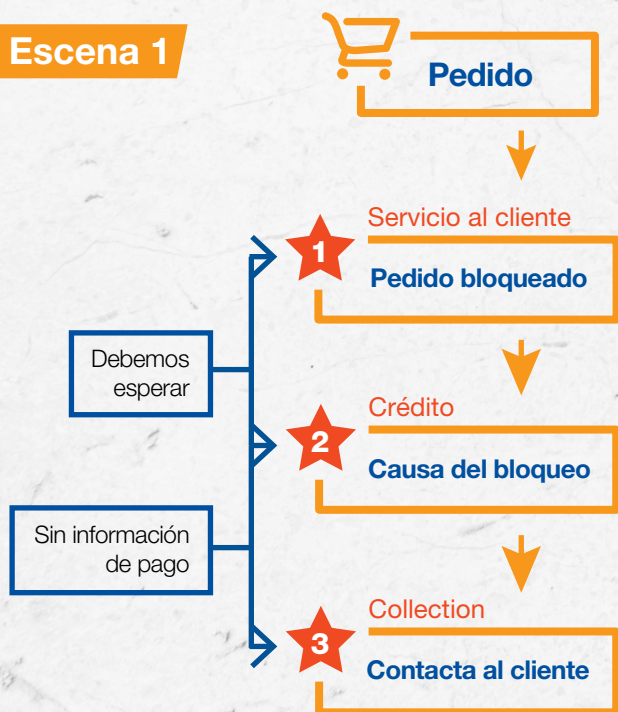 Escena 1
Pedido
Servicio al cliente
1
Pedido bloqueado
Debemos
esperar
Crédito
2
Causa del bloqueo
Sin información
de pago
Collection
3
Contacta al cliente